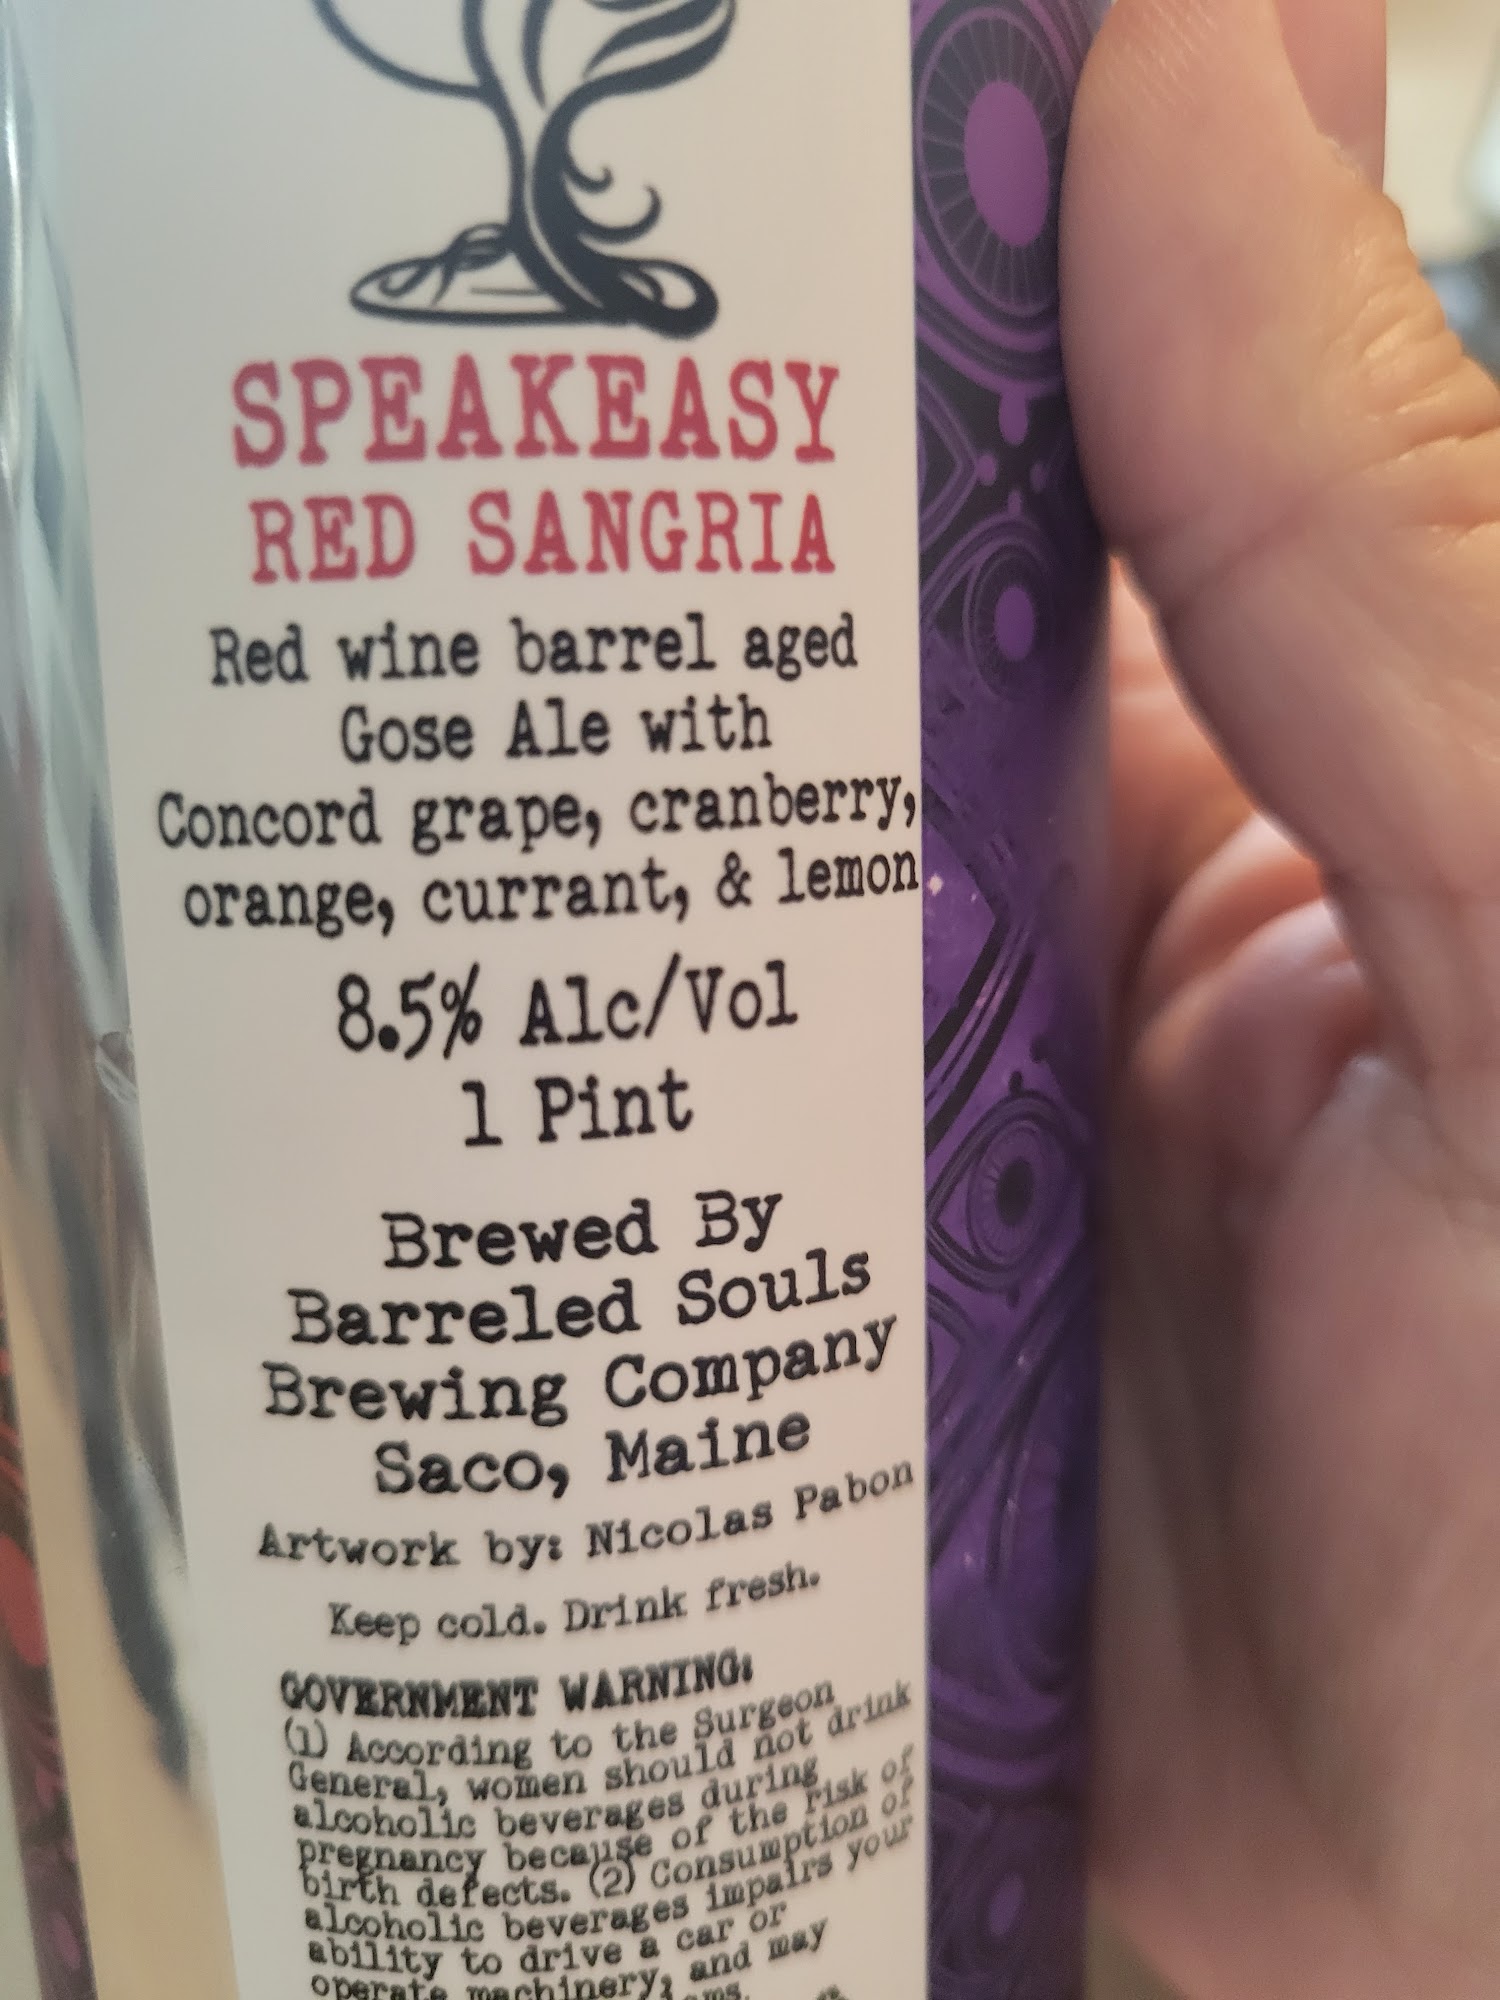 SPEAKEASY
RED SANGRIA
Red wine barrel aged
Gose Ale with
Concord grape, cranberry,
orange, currant, & lemon
8.5% Alc/Vol
1 Pint
Brewed By
Barreled Souls
Brewing Company
Saco, Maine
Artwork by: Nicolas Pabon
Keep cold. Drink fresh.
GOVERNMENT WARNING:
(1) According to the Surgeon
General, women should not drink
alcoholic beverages during
pregnancy because of the risk of
birth defects. (2) Consumption of
alcoholic beverages impairs your
ability to drive a car or
operate machinery, and may